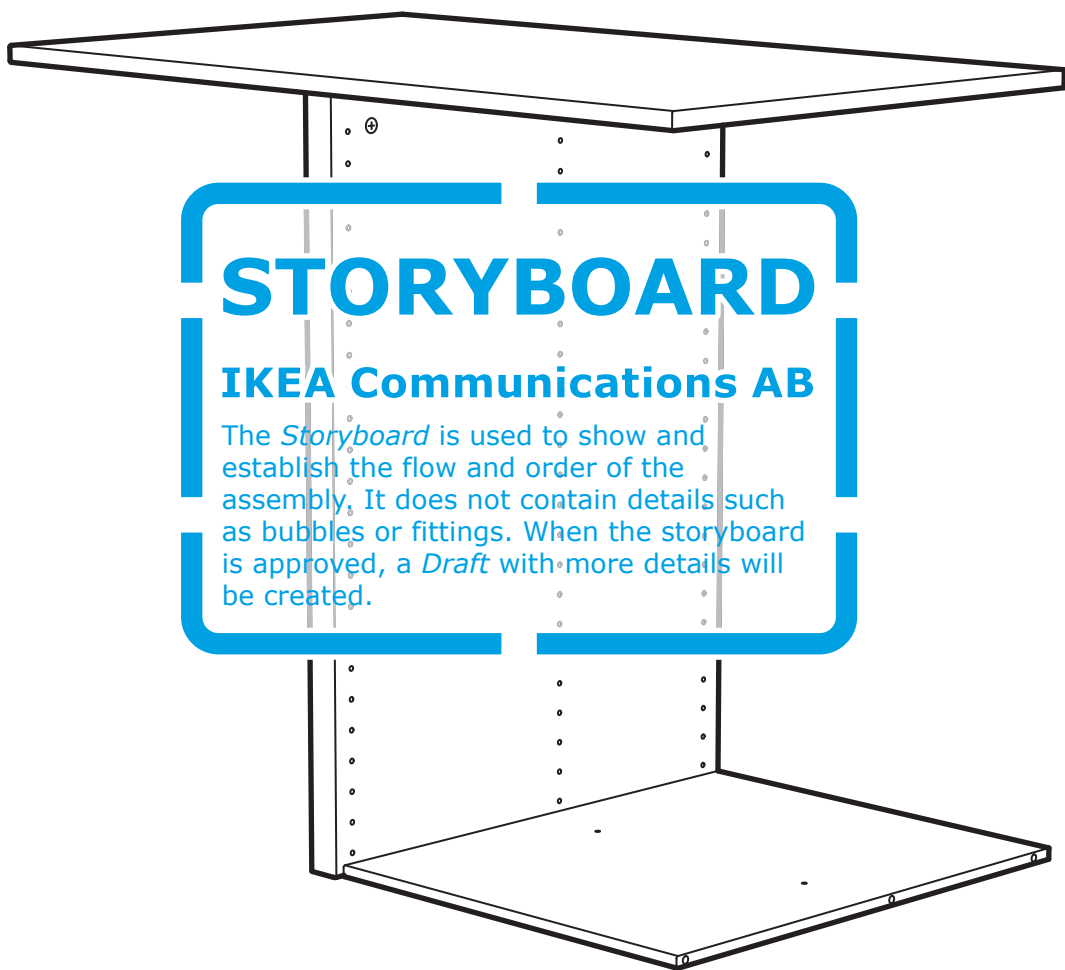 STORYBOARD
IKEA Communications AB
The Storyboard is used to show and
establish the flow and order of the
assembly. It does not contain details such
as bubbles or fittings. When the storyboard
is approved, a Draft with more details will
be created.